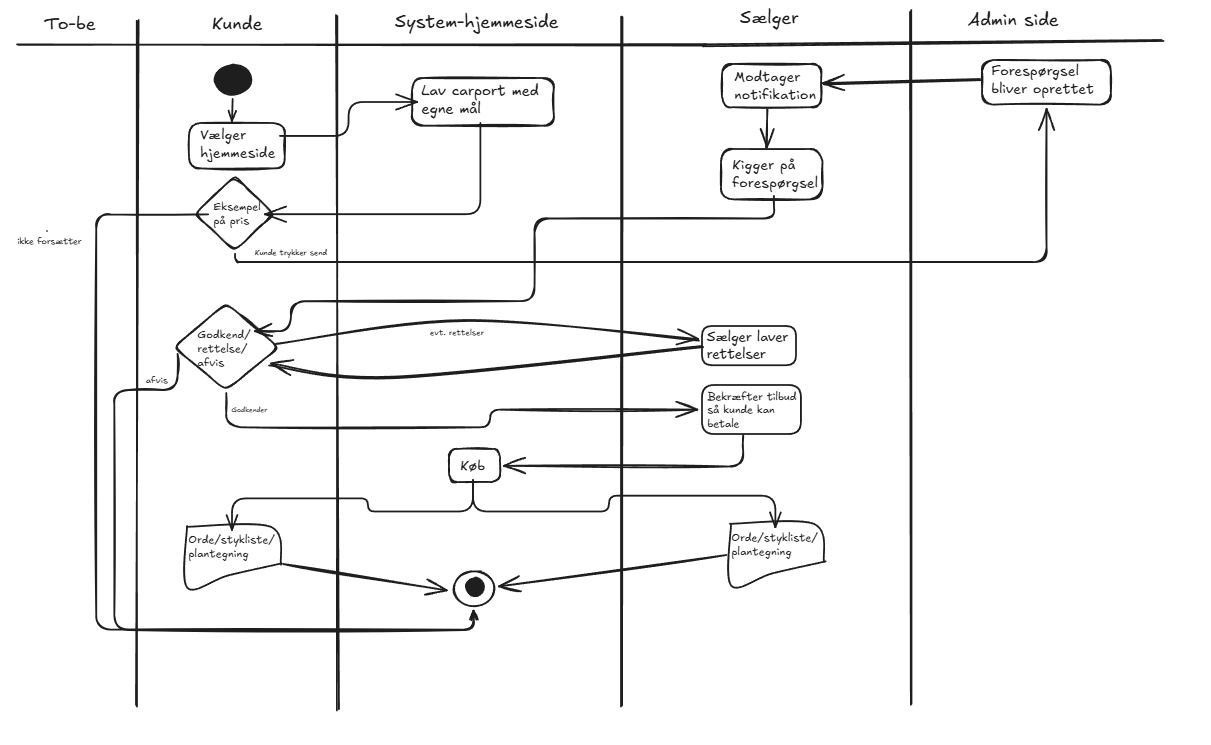 To-be
Kunde
System-hjemmeside
Sælger
Admin side
Vælger
hjemmeside
Lav carport med
egne mål
Modtager
notifikation
Forespørgsel
bliver oprettet
Kigger på
forespørgsel
Eksempel
på pris
ikke forsætter
Kunde trykker send
Godkend/
rettelse/
afvis
evt. rettelser
Sælger laver
rettelser
afvis
Godkender
Bekræfter tilbud
så kunde kan
betale
Køb
Orde/stykliste/
plantegning
Orde/stykliste/
plantegning